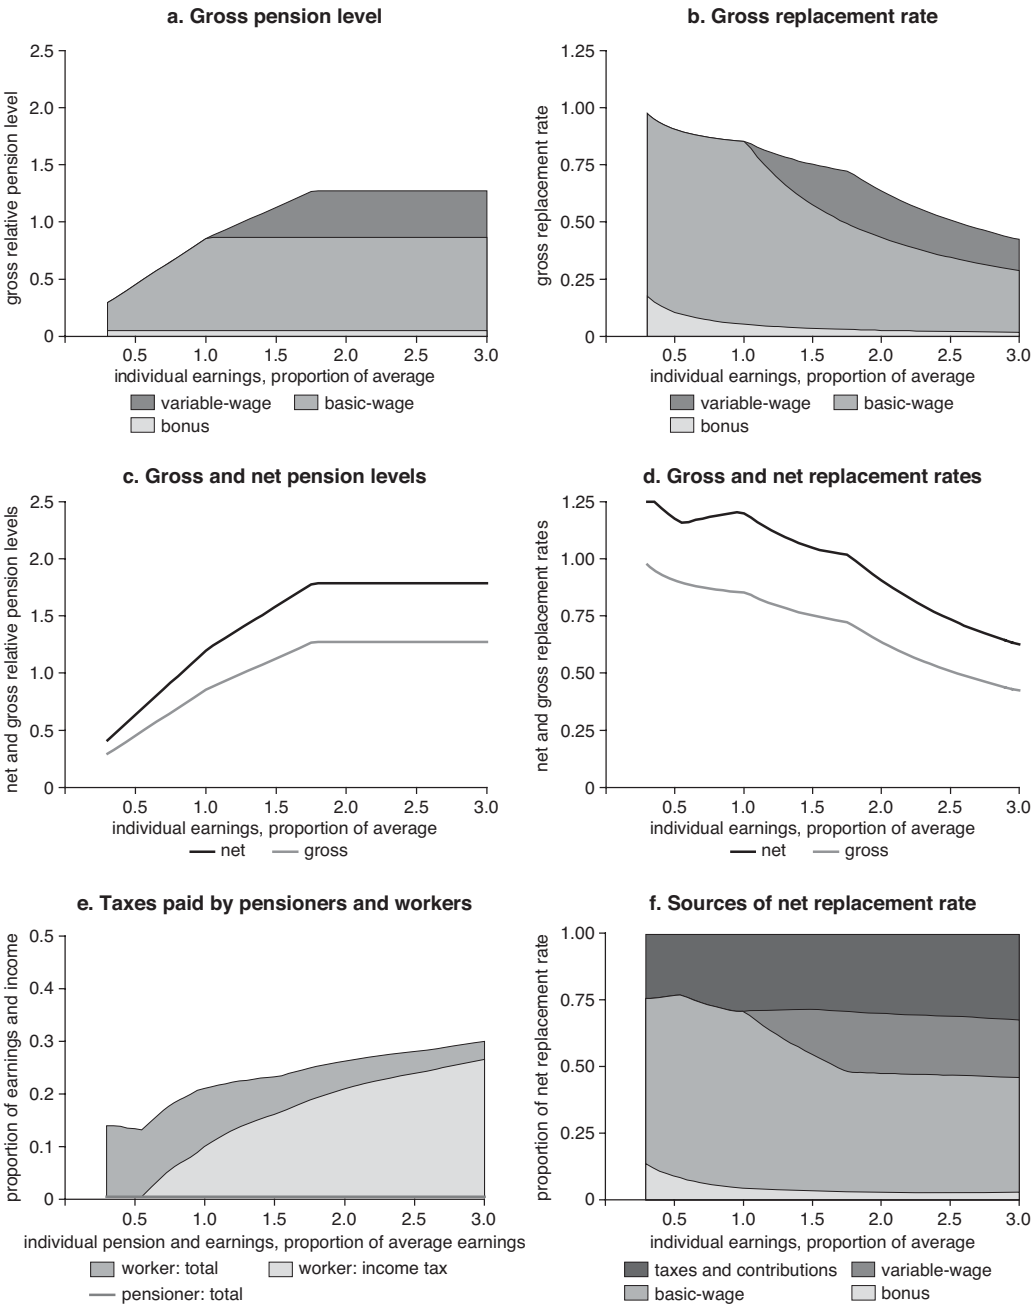 a. Gross pension level
gross relative pension level
2.5
2.0
1.5
1.0
0.5
0
0.5 1.0 1.5 2.0 2.5 3.0
individual earnings, proportion of average
variable-wage basic-wage
bonus
b. Gross replacement rate
gross replacement rate
1.25
1.00
0.75
0.50
0.25
0
0.5 1.0 1.5 2.0 2.5 3.0
individual earnings, proportion of average
variable-wage basic-wage
bonus
c. Gross and net pension levels
net and gross relative pension levels
2.5
2.0
1.5
1.0
0.5
0
0.5 1.0 1.5 2.0 2.5 3.0
individual earnings, proportion of average
net gross
d. Gross and net replacement rates
net and gross replacement rates
1.25
1.00
0.75
0.50
0.25
0
0.5 1.0 1.5 2.0 2.5 3.0
individual earnings, proportion of average
net gross
e. Taxes paid by pensioners and workers
proportion of earnings and income
0.5
0.4
0.3
0.2
0.1
0
0.5 1.0 1.5 2.0 2.5 3.0
individual pension and earnings, proportion of average earnings
worker: total worker: income tax
pensioner: total
f. Sources of net replacement rate
proportion of net replacement rate
1.00
0.75
0.50
0.25
0
0.5 1.0 1.5 2.0 2.5 3.0
individual earnings, proportion of average
taxes and contributions variable-wage
basic-wage bonus